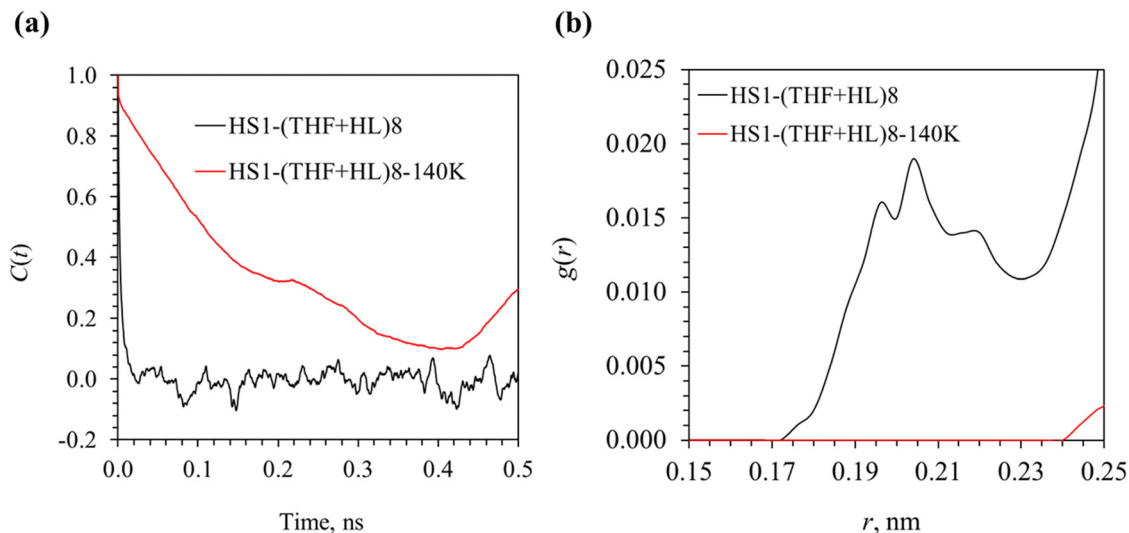 (a)
1.0
0.8
0.6
0.4
0.2
0.0
-0.2
C(t)
HS1-(THF+HL)8
HS1-(THF+HL)8-140K
0.0 0.1 0.2 0.3 0.4 0.5
Time, ns
(b)
0.025
0.020
0.015
0.010
0.005
0.000
g(r)
HS1-(THF+HL)8
HS1-(THF+HL)8-140K
0.15 0.17 0.19 0.21 0.23 0.25
r, nm